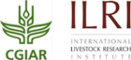 CGIAR
ILRI
INTERNATIONAL
LIVESTOCK RESEARCH
INSTITUTE